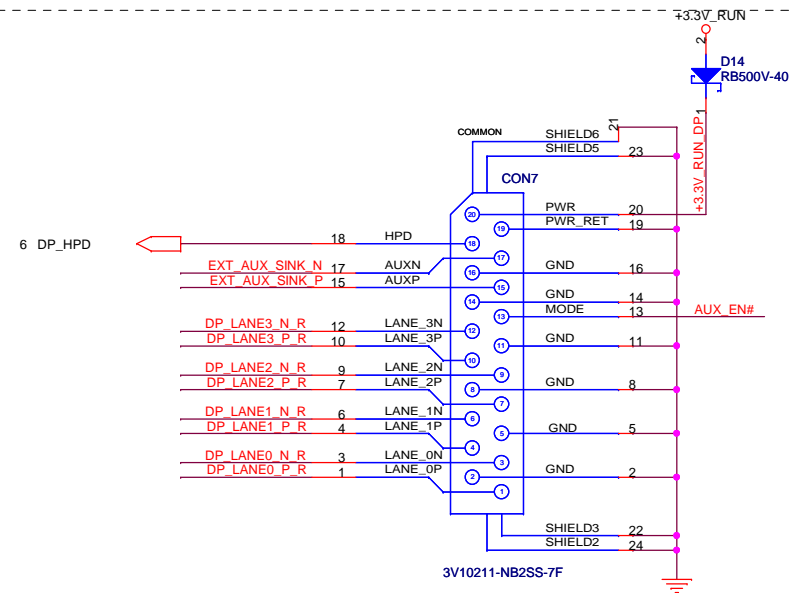 +3.3V_RUN
2
D14
RB500V-40
1
+3.3V_RUN_DP
COMMON
SHIELD6 21
SHIELD5 23
CON7
PWR 20
20
PWR_RET 19
19
6 DP_HPD 18 HPD
18
EXT_AUX_SINK_N 17 AUXN
17
GND 16
16
EXT_AUX_SINK_P 15 AUXP
15
GND 14
14
MODE 13 AUX_EN#
13
DP_LANE3_N_R 12 LANE_3N
12
DP_LANE3_P_R 10 LANE_3P
11
GND 11
10
DP_LANE2_N_R 9 LANE_2N
9
DP_LANE2_P_R 7 LANE_2P
8
GND 8
7
DP_LANE1_N_R 6 LANE_1N
6
DP_LANE1_P_R 4 LANE_1P
5
GND 5
4
DP_LANE0_N_R 3 LANE_0N
3
DP_LANE0_P_R 1 LANE_0P
2
GND 2
1
SHIELD3 22
SHIELD2 24
3V10211-NB2SS-7F